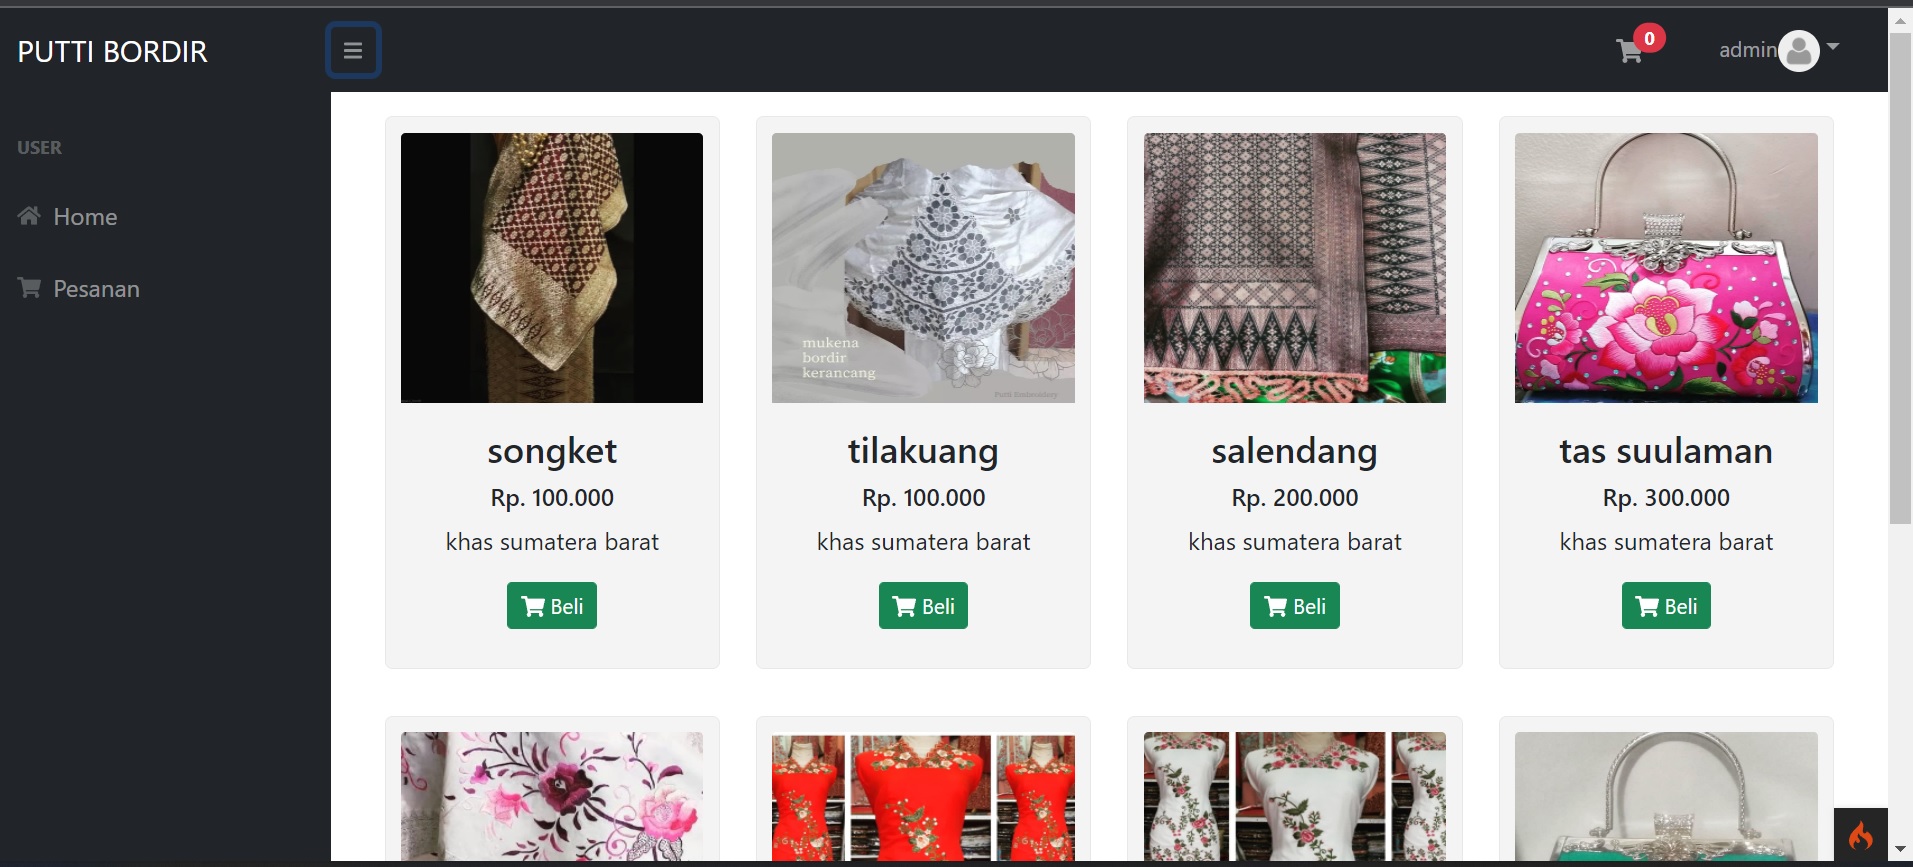 PUTTI BORDIR
0
admin
USER
Home
Pesanan
mukena
bordir
kerancang
Putti Embroidery
songket
Rp. 100.000
khas sumatera barat
Beli
tilakuang
Rp. 100.000
khas sumatera barat
Beli
salendang
Rp. 200.000
khas sumatera barat
Beli
tas suulaman
Rp. 300.000
khas sumatera barat
Beli